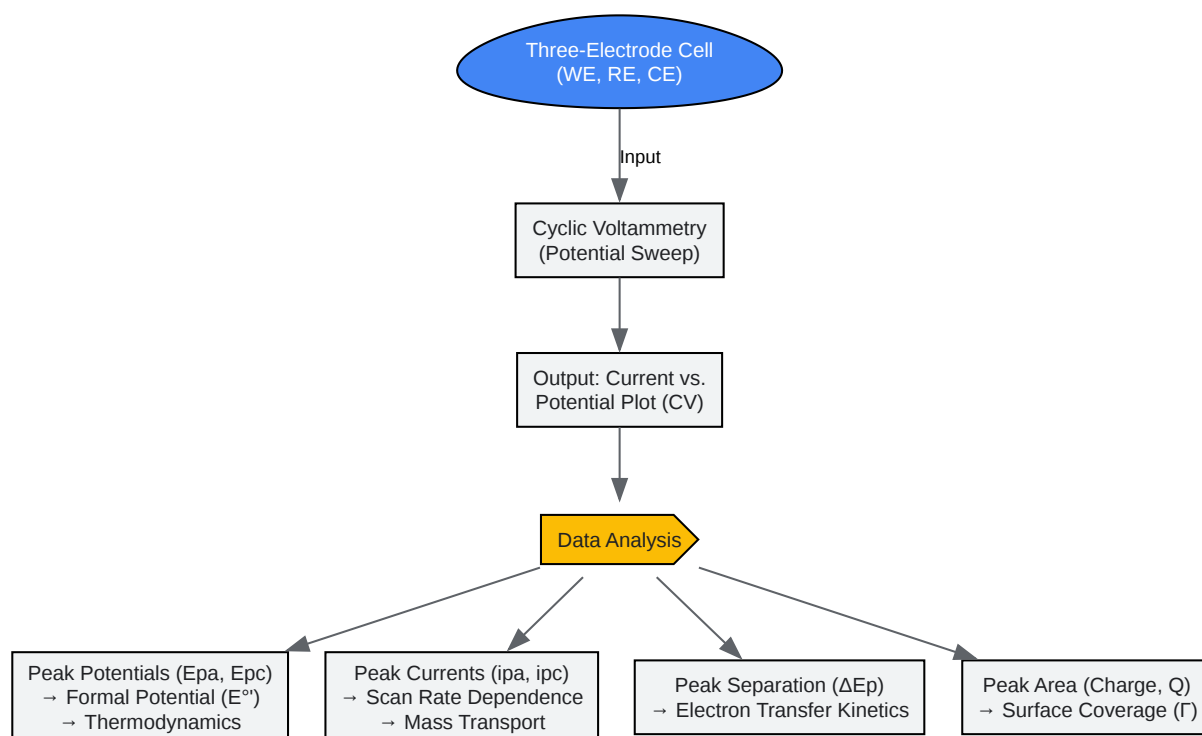 Three-Electrode Cell
(WE, RE, CE)
Input
Cyclic Voltammetry
(Potential Sweep)
Output: Current vs.
Potential Plot (CV)
Data Analysis
Peak Potentials (Epa, Epc)
→ Formal Potential (E°')
→ Thermodynamics
Peak Currents (ipa, ipc)
→ Scan Rate Dependence
→ Mass Transport
Peak Separation (ΔEp)
→ Electron Transfer Kinetics
Peak Area (Charge, Q)
→ Surface Coverage (Γ)